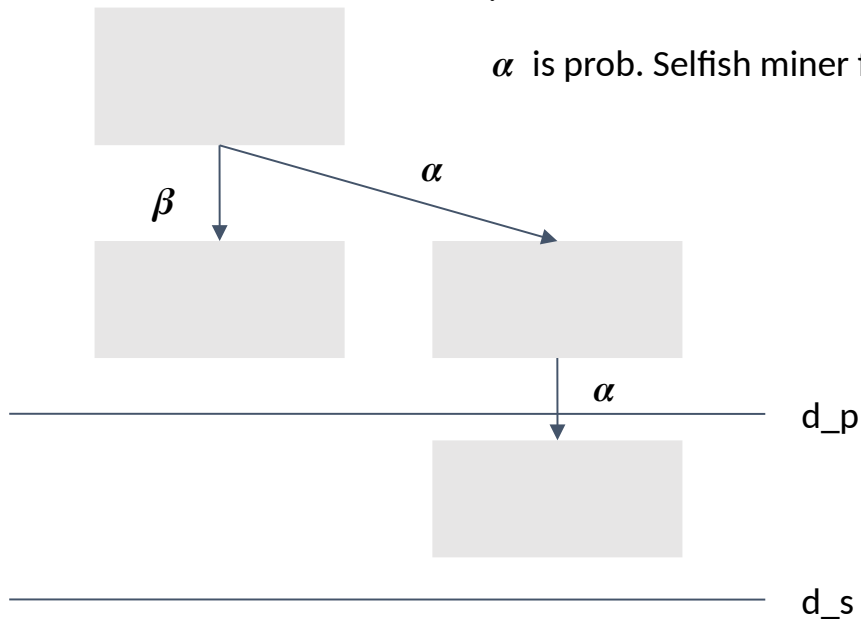 α is prob. Selfish miner
α
β
α
d_p
d_s